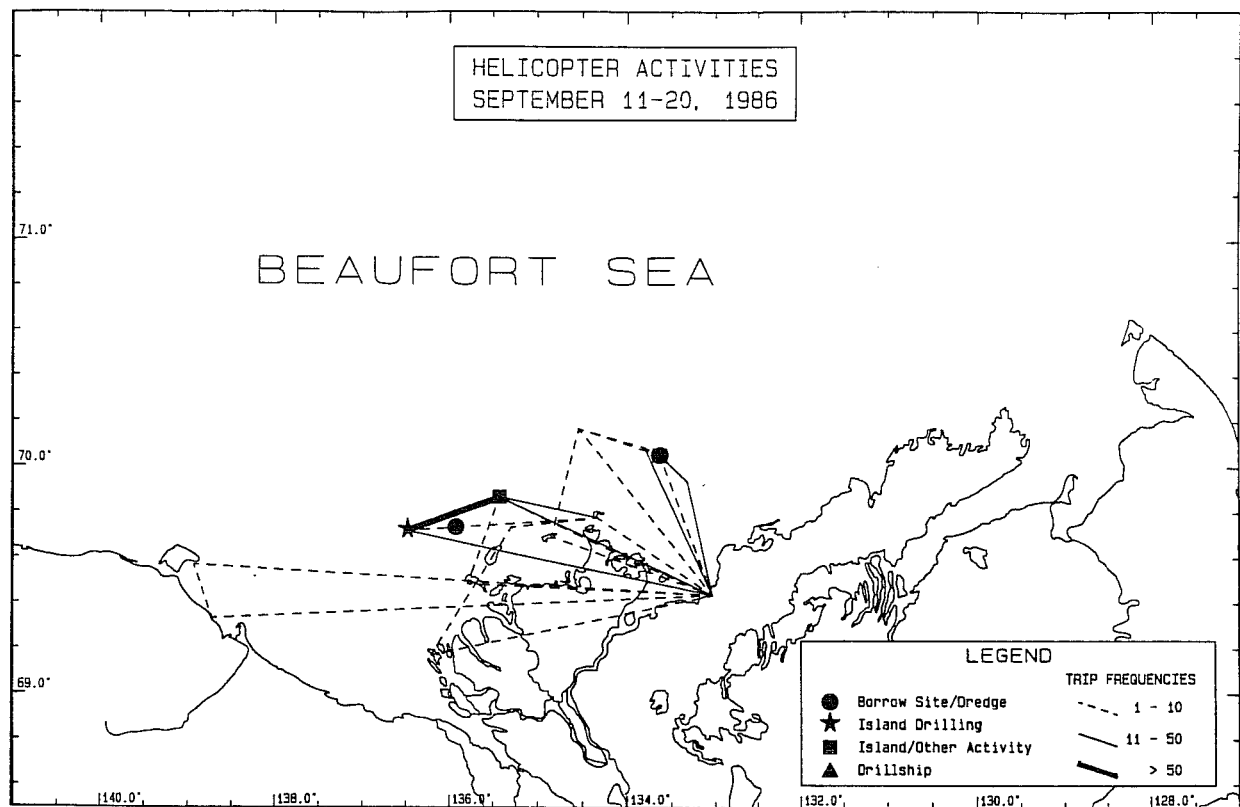 HELICOPTER ACTIVITIES
SEPTEMBER 11-20, 1986
71.0°
BEAUFORT SEA
70.0°
69.0°
LEGEND
TRIP FREQUENCIES
Borrow Site/Dredge
1 - 10
Island Drilling
11 - 50
Island/Other Activity
> 50
Drillship
140.0°
138.0°
136.0°
134.0°
132.0°
130.0°
128.0°